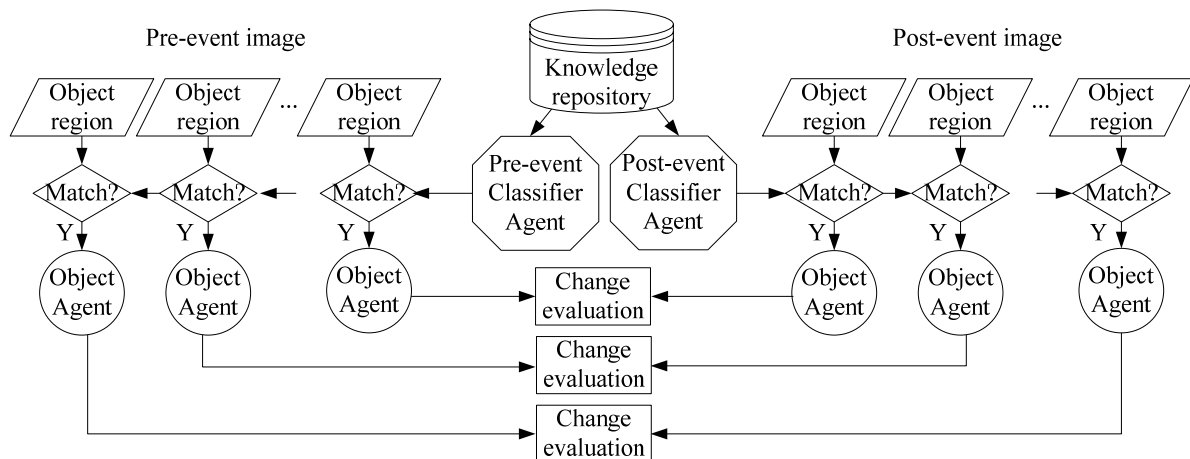 Pre-event image
Knowledge
repository
Post-event image
Object
region
Object
region
...
Object
region
Object
region
Object
region
...
Object
region
Pre-event
Classifier
Agent
Post-event
Classifier
Agent
Match?
Match?
Match?
Match?
Match?
Match?
Y
Y
Y
Y
Y
Y
Object
Agent
Object
Agent
Object
Agent
Object
Agent
Object
Agent
Object
Agent
Change
evaluation
Change
evaluation
Change
evaluation